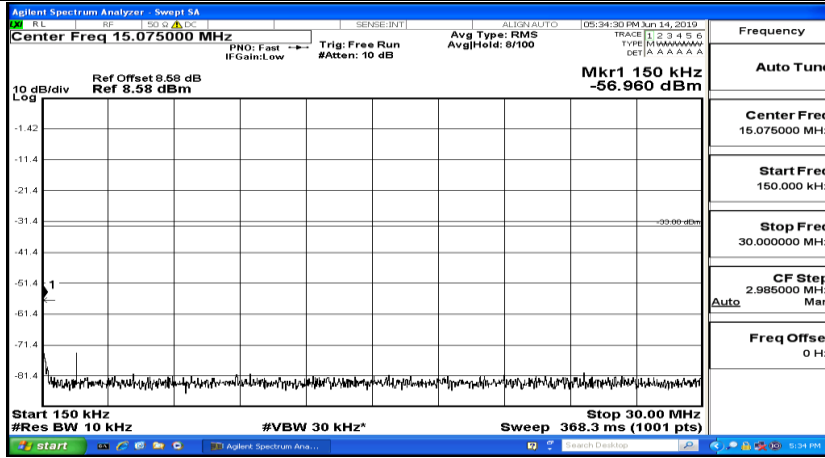 Agilent Spectrum Analyzer - Swept SA
LXI RL RF 50 Ω DC SENSE:INT ALIGN AUTO 05:34:30 PM Jun 14, 2019
Center Freq 15.075000 MHz
PNO: Fast
IFGain:Low
Trig: Free Run
#Atten: 10 dB
Avg Type: RMS
Avg|Hold: 8/100
TRACE 1 2 3 4 5 6
TYPE M WWWWW
DET A A A A A A
Ref Offset 8.58 dB
10 dB/div Ref 8.58 dBm
Log
Mkr1 150 kHz
-56.960 dBm
-1.42
-11.4
-21.4
-31.4
-33.00 dBm
-41.4
-51.4
1
-61.4
-71.4
-81.4
Start 150 kHz
Stop 30.00 MHz
#Res BW 10 kHz
#VBW 30 kHz*
Sweep 368.3 ms (1001 pts)
Frequency
Auto Tune
Center Freq
15.075000 MHz
Start Freq
150.000 kHz
Stop Freq
30.000000 MHz
CF Step
2.985000 MHz
Auto Man
Freq Offset
0 Hz
start
Agilent Spectrum Ana...
Search Desktop
5:34 PM